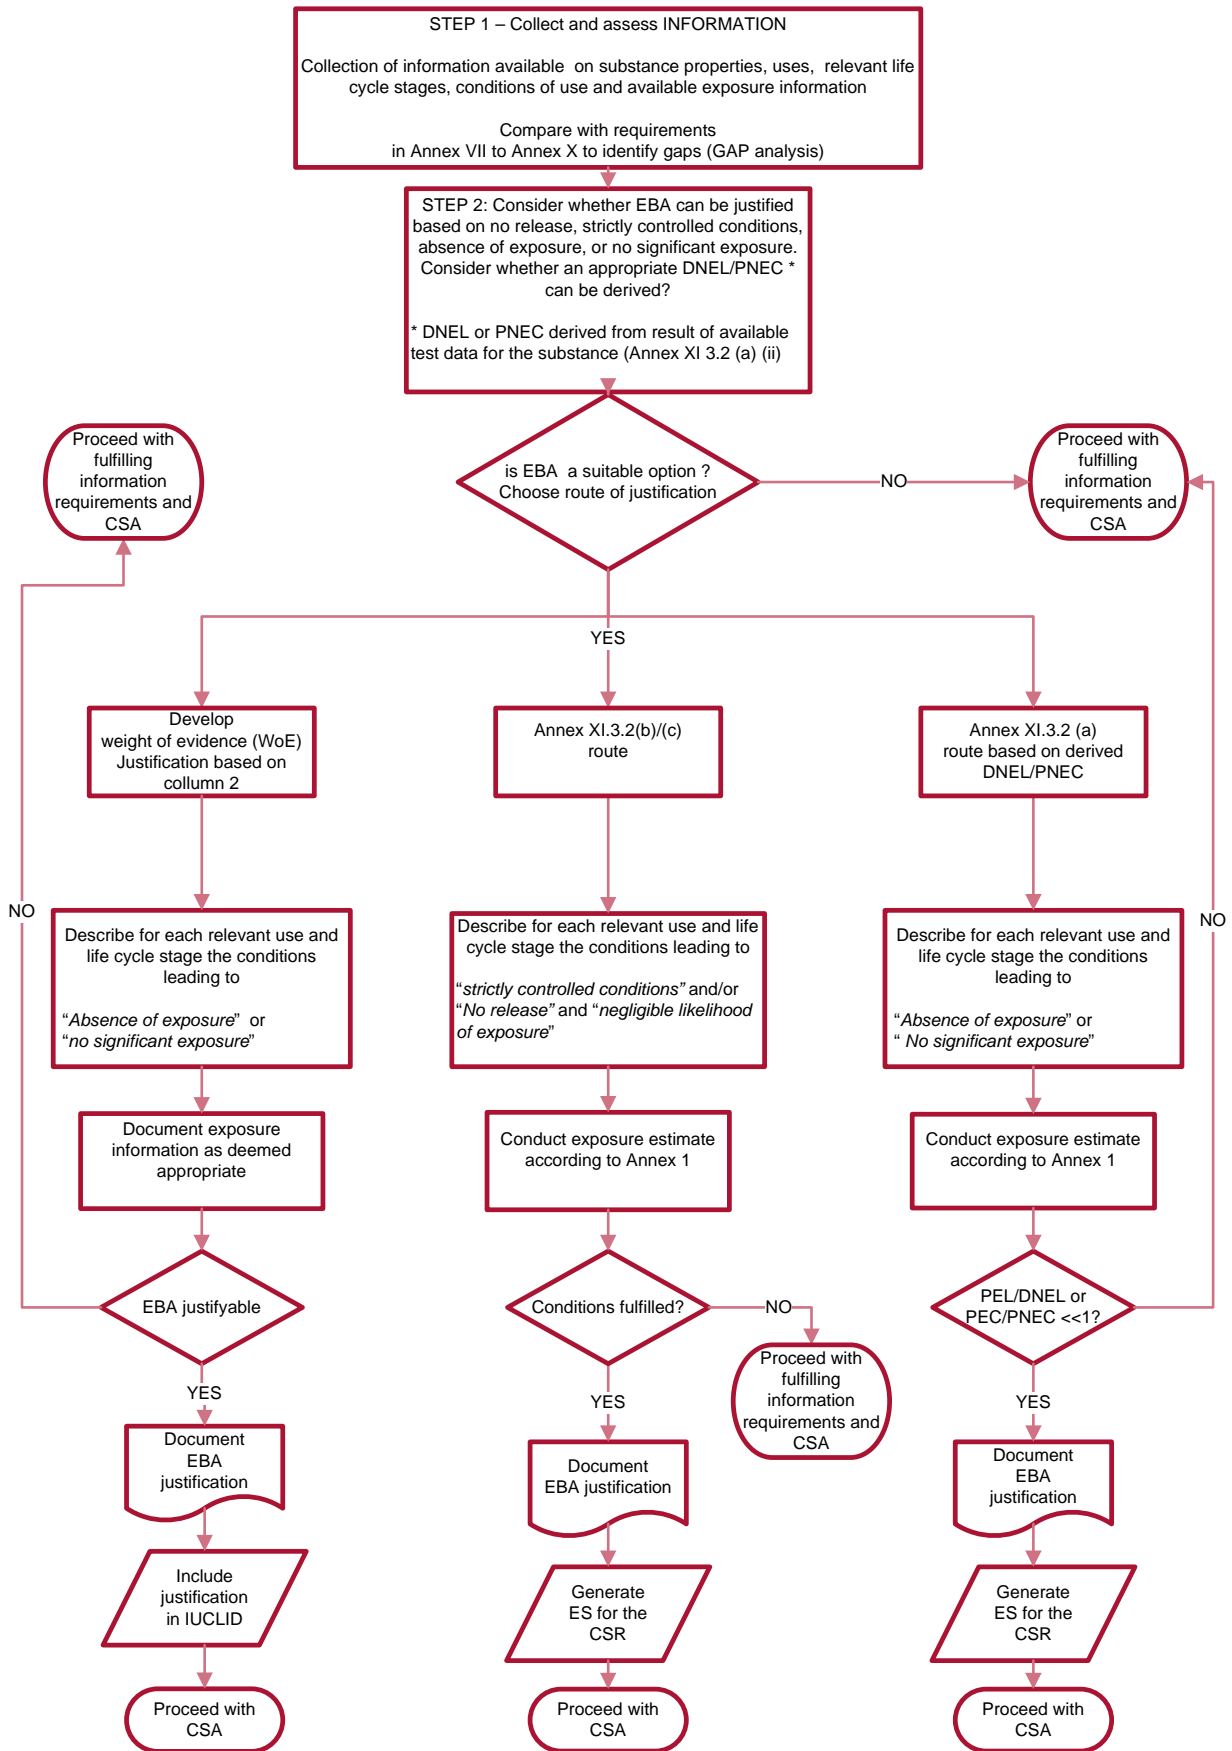 STEP 1 – Collect and assess INFORMATION
Collection of information available  on substance properties, uses,  relevant life
cycle stages, conditions of use and available exposure information
Compare with requirements
in Annex VII to Annex X to identify gaps (GAP analysis)
STEP 2: Consider whether EBA can be justified
based on no release, strictly controlled conditions,
absence of exposure, or no significant exposure.
Consider whether an appropriate DNEL/PNEC *
can be derived?
* DNEL or PNEC derived from result of available
test data for the substance (Annex XI 3.2 (a) (ii)
Proceed with
fulfilling
information
requirements and
CSA
is EBA  a suitable option ?
Choose route of justification
NO
Proceed with
fulfilling
information
requirements and
CSA
YES
Develop
weight of evidence (WoE)
Justification based on
collumn 2
Annex XI.3.2(b)/(c)
route
Annex XI.3.2 (a)
route based on derived
DNEL/PNEC
NO
NO
Describe for each relevant use and
life cycle stage the conditions
leading to
“Absence of exposure”  or
“no significant exposure”
Describe for each relevant use and life
cycle stage the conditions leading to
“strictly controlled conditions” and/or
“No release” and “negligible likelihood
of exposure”
Describe for each relevant use and
life cycle stage the conditions
leading to
“Absence of exposure” or
“ No significant exposure”
Document exposure
information as deemed
appropriate
Conduct exposure estimate
according to Annex 1
Conduct exposure estimate
according to Annex 1
EBA justifyable
Conditions fulfilled?
NO
PEL/DNEL or
PEC/PNEC <<1?
Proceed with
fulfilling
information
requirements and
CSA
YES
YES
YES
Document
EBA
justification
Document
EBA justification
Document
EBA
justification
Include
justification
in IUCLID
Generate
ES for the
CSR
Generate
ES for the
CSR
Proceed with
CSA
Proceed with
CSA
Proceed with
CSA